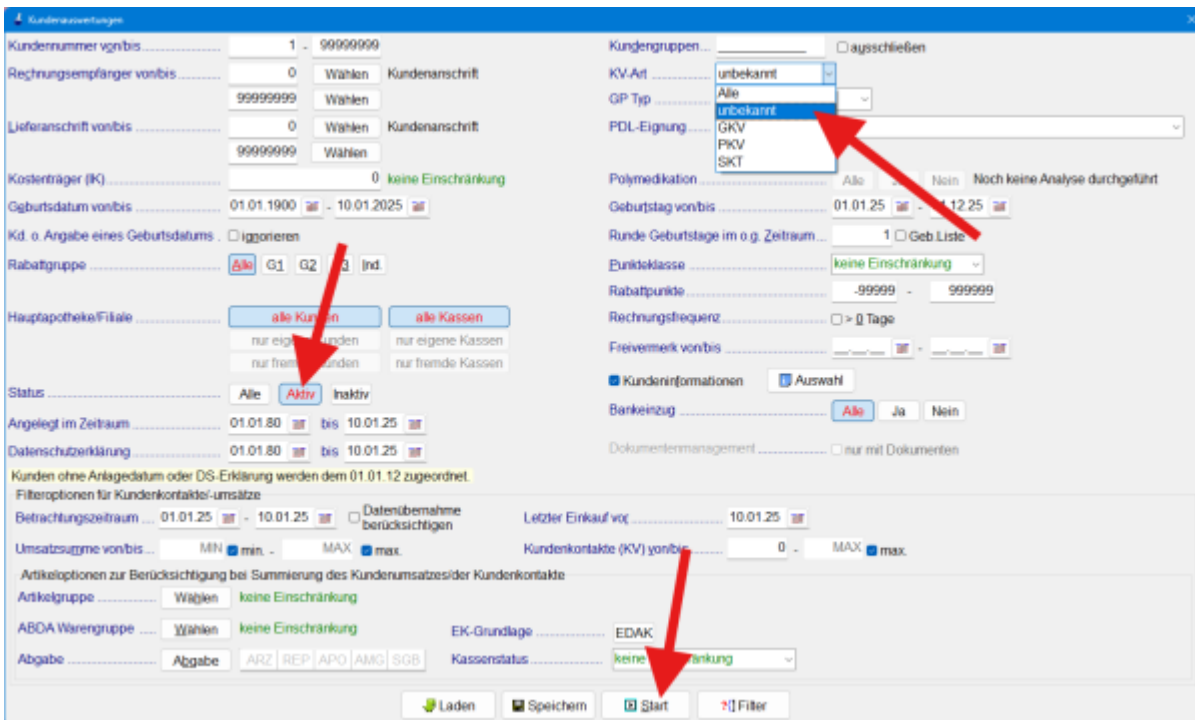 Kundenauswertungen
Kundennummer von/bis 1 - 99999999
Rechnungsempfänger von/bis 0 Wählen Kundenanschrift
99999999 Wählen
Lieferanschrift von/bis 0 Wählen Kundenanschrift
99999999 Wählen
Kostenträger (IK) 0 keine Einschränkung
Geburtsdatum von/bis 01.01.1900 - 10.01.2025
Kd. o. Angabe eines Geburtsdatums ignorieren
Rabattgruppe Alle G1 G2 Ind.
Hauptapotheke/Filiale alle Kunden alle Kassen
nur eigene Kassen
nur fremde Kassen
Status Alle Aktiv Inaktiv
Angelegt im Zeitraum 01.01.80 bis 10.01.25
Datenschutzerklärung 01.01.80 bis 10.01.25
Kunden ohne Anlagedatum oder DS-Erklärung werden dem 01.01.12 zugeordnet.
Kundengruppen... ausschließen
KV-Art unbekannt
Alle
unbekannt
GKV
PKV
SKT
GP Typ
PDL-Eignung
Polymedikation Alle Nein Noch keine Analyse durchgeführt
Geburtstag von/bis 01.01.25 - .12.25
Runde Geburtstage im o.g. Zeitraum... 1 Geb.Liste
Punkteklasse keine Einschränkung
Rabattpunkte -99999 - 999999
Rechnungsfrequenz > 0 Tage
Freivermerk von/bis
Kundeninformationen Auswahl
Bankeinzug Alle Ja Nein
Dokumentenmanagement nur mit Dokumenten
Filteroptionen für Kundenkontakte/-umsätze
Betrachtungszeitraum 01.01.25 - 10.01.25 Datenübernahme berücksichtigen Letzter Einkauf vor 10.01.25
Umsatzsumme von/bis MIN min. - MAX max. Kundenkontakte (KV) von/bis 0 - MAX max.
Artikeloptionen zur Berücksichtigung bei Summierung des Kundenumsatzes/der Kundenkontakte
Artikelgruppe Wählen keine Einschränkung
ABDA Warengruppe Wählen keine Einschränkung EK-Grundlage EDAK
Abgabe Abgabe ARZ REP APO AMG SGB Kassenstatus keine
Laden Speichern Start Filter